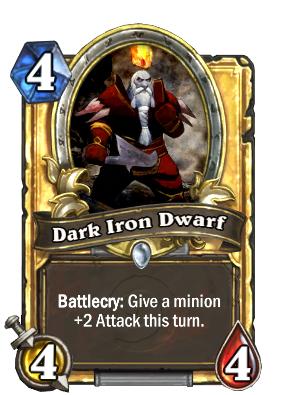 4
Dark Iron Dwarf
Battlecry: Give a minion
+2 Attack this turn.
4 4